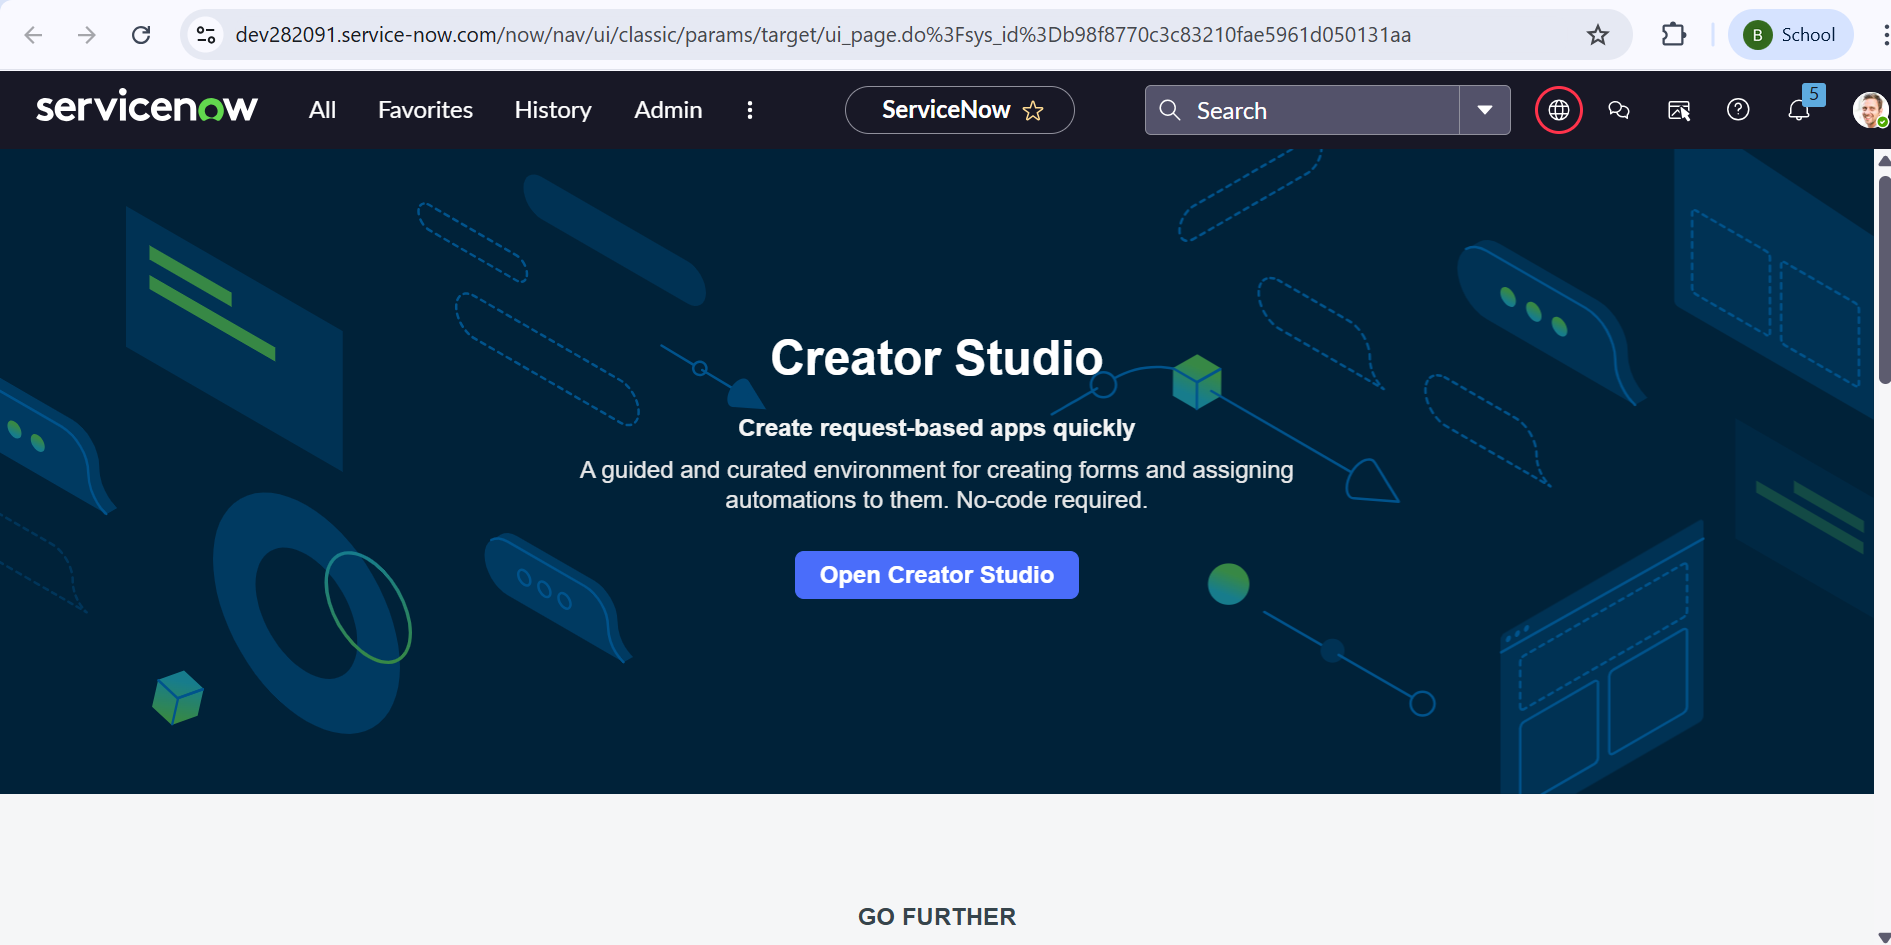 dev282091.service-now.com/now/nav/ui/classic/params/target/ui_page.do%3Fsys_id%3Db98f8770c3c83210fae5961d050131aa
B School
servicenow All Favorites History Admin ServiceNow Search 5
Creator Studio
Create request-based apps quickly
A guided and curated environment for creating forms and assigning
automations to them. No-code required.
Open Creator Studio
GO FURTHER